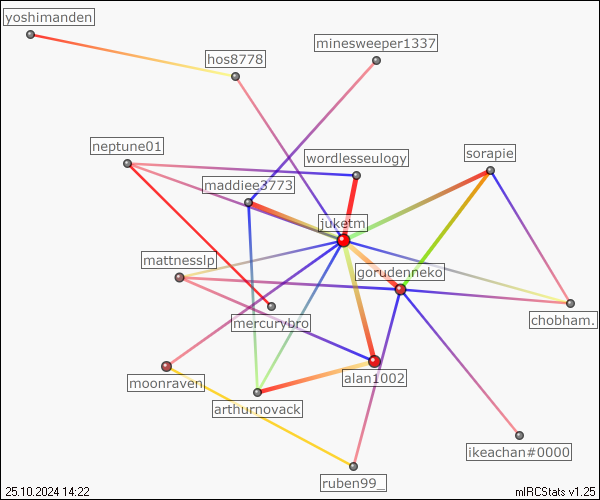 yoshimanden
minesweeper1337
hos8778
neptune01
wordlesseulogy
sorapie
maddiee3773
juketm
mattnesslp
gorudenneko
mercurybro
chobham.
moonraven
alan1002
arthurnovack
ikeachan#0000
ruben99_
25.10.2024 14:22
mIRCStats v1.25